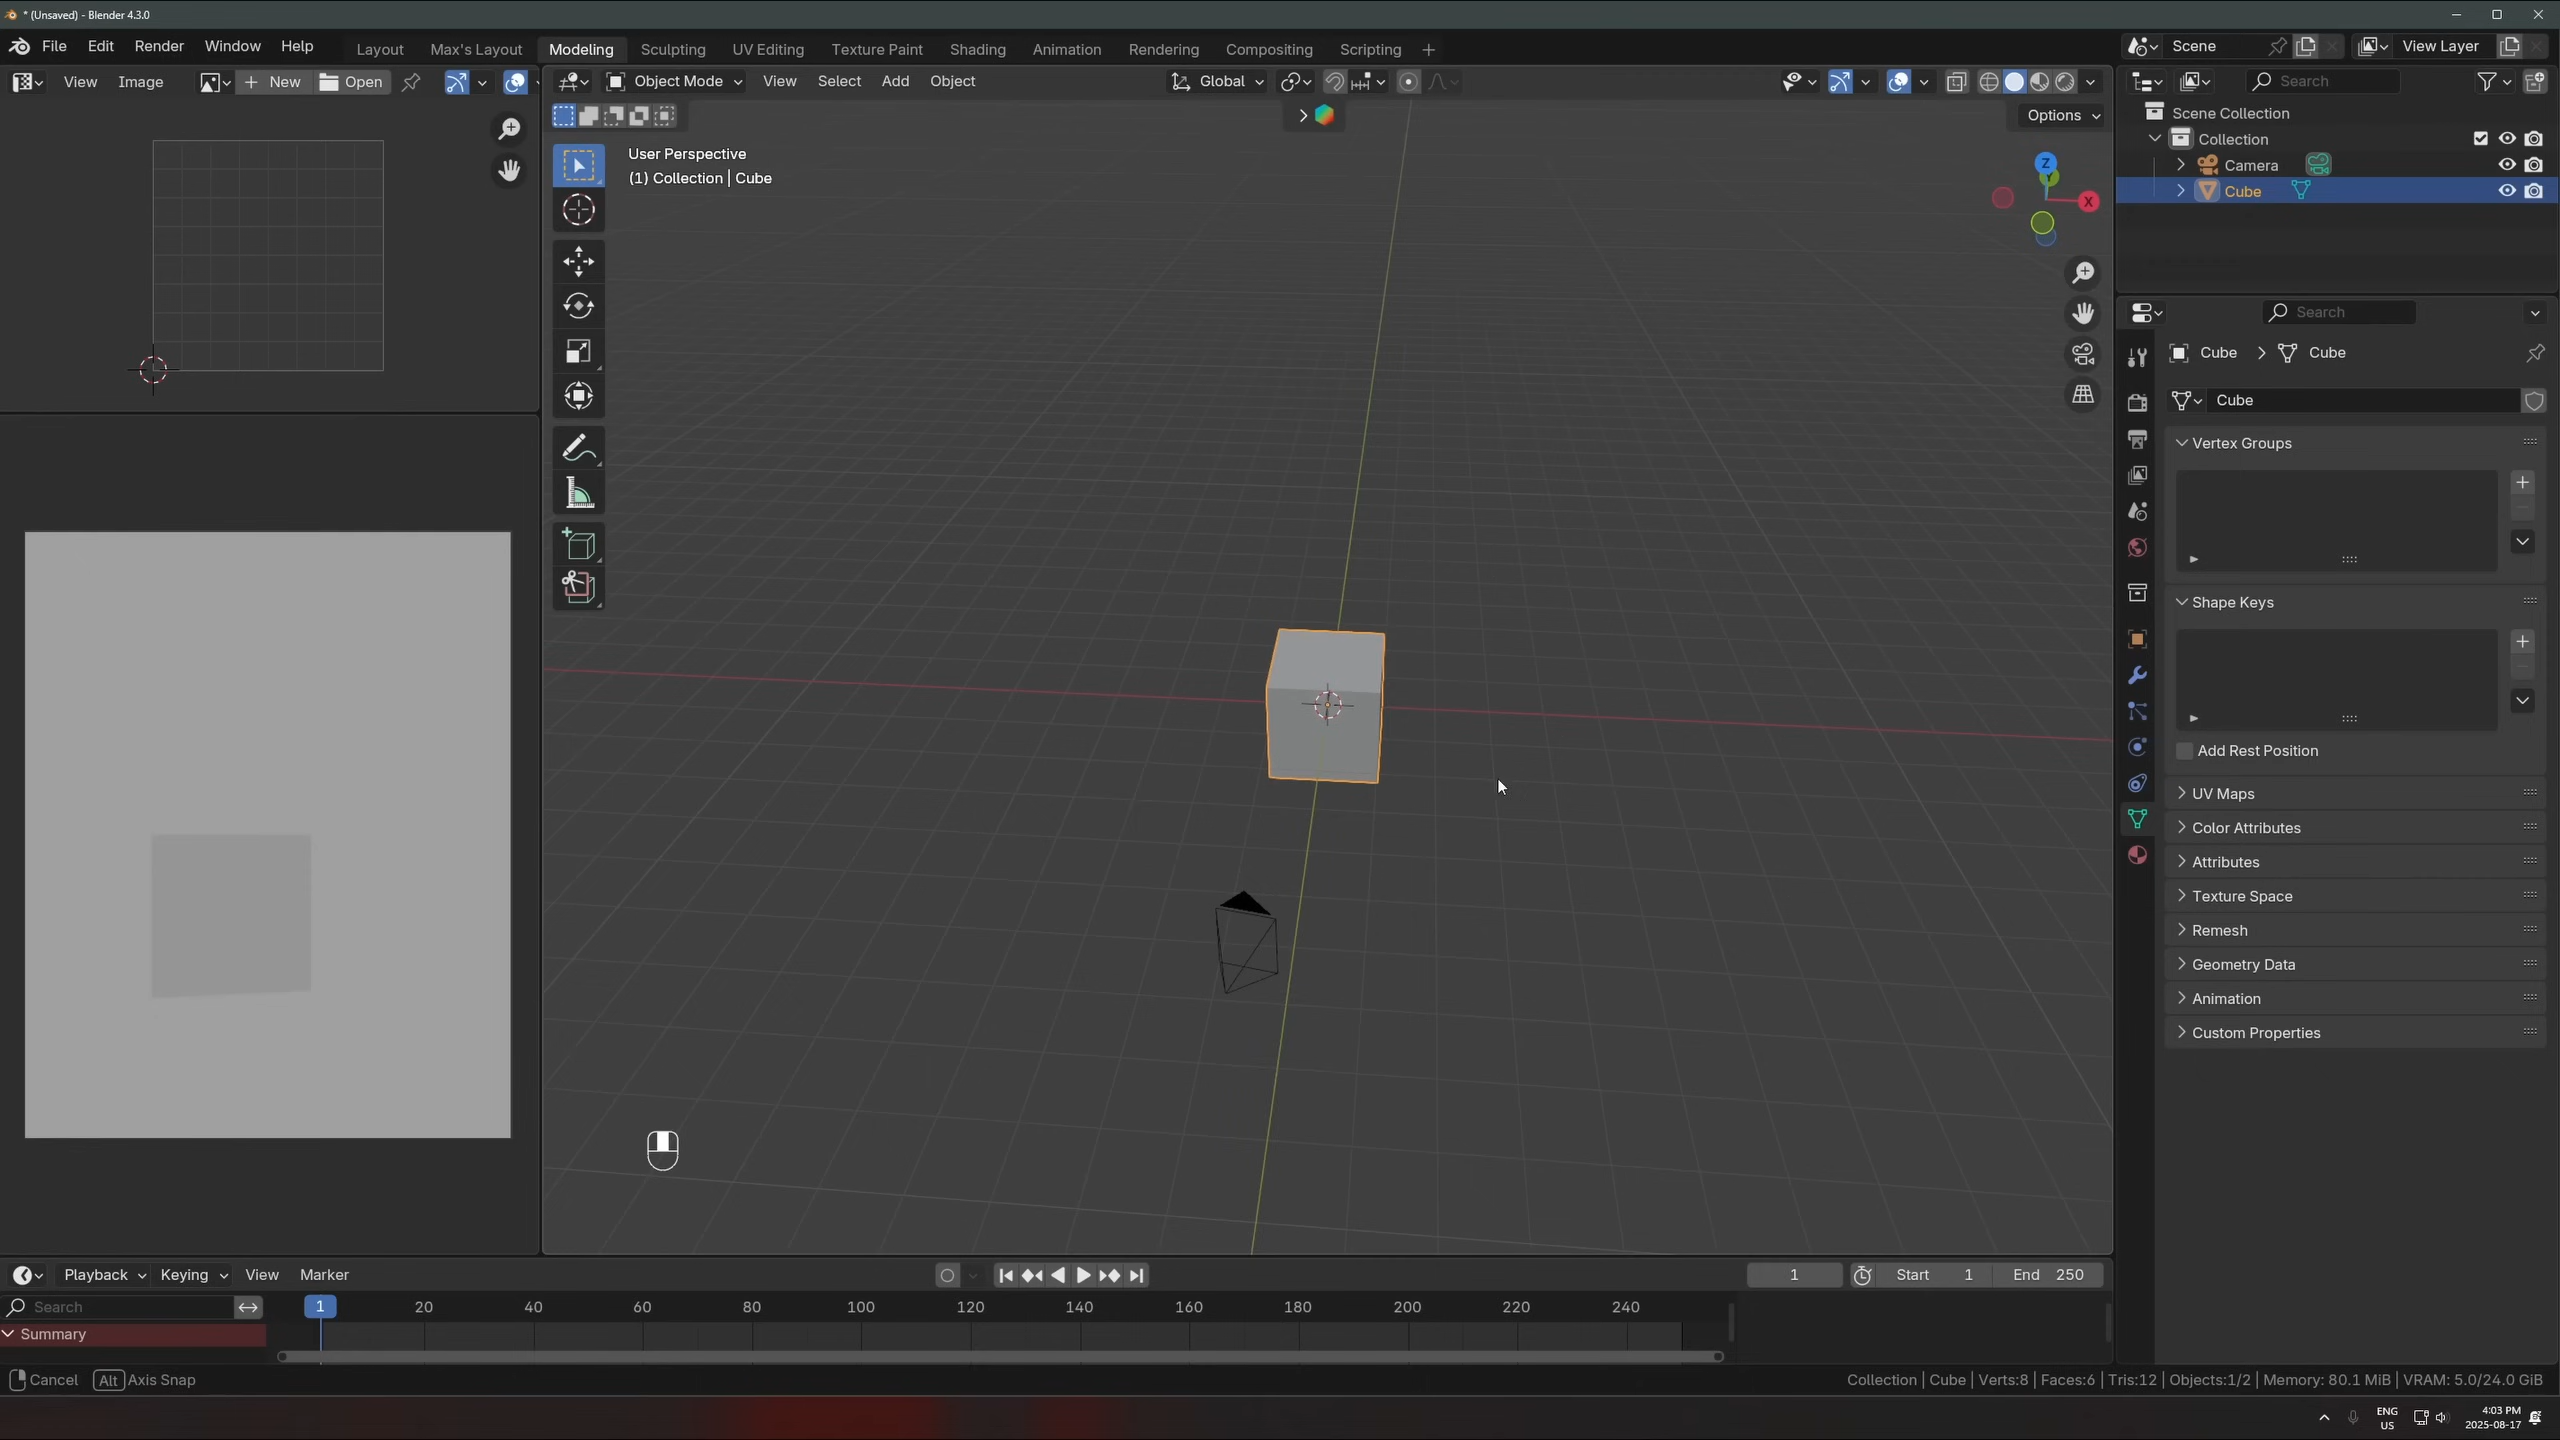 * (Unsaved) - Blender 4.3.0
File Edit Render Window Help Layout Max's Layout Modeling Sculpting UV Editing Texture Paint Shading Animation Rendering Compositing Scripting Scene View Layer
View Image New Open Object Mode View Select Add Object Global Search
Options
User Perspective
(1) Collection | Cube
Z
Y
X
Scene Collection
Collection
Camera
Cube
Search
Cube Cube
Cube
Vertex Groups
Shape Keys
Add Rest Position
UV Maps
Color Attributes
Attributes
Texture Space
Remesh
Geometry Data
Animation
Custom Properties
Playback Keying View Marker 1 Start 1 End 250
Search 1 20 40 60 80 100 120 140 160 180 200 220 240
Summary
Cancel Alt Axis Snap Collection | Cube | Verts:8 | Faces:6 | Tris:12 | Objects:1/2 | Memory: 80.1 MiB | VRAM: 5.0/24.0 GiB
ENG
US
4:03 PM
2025-08-17